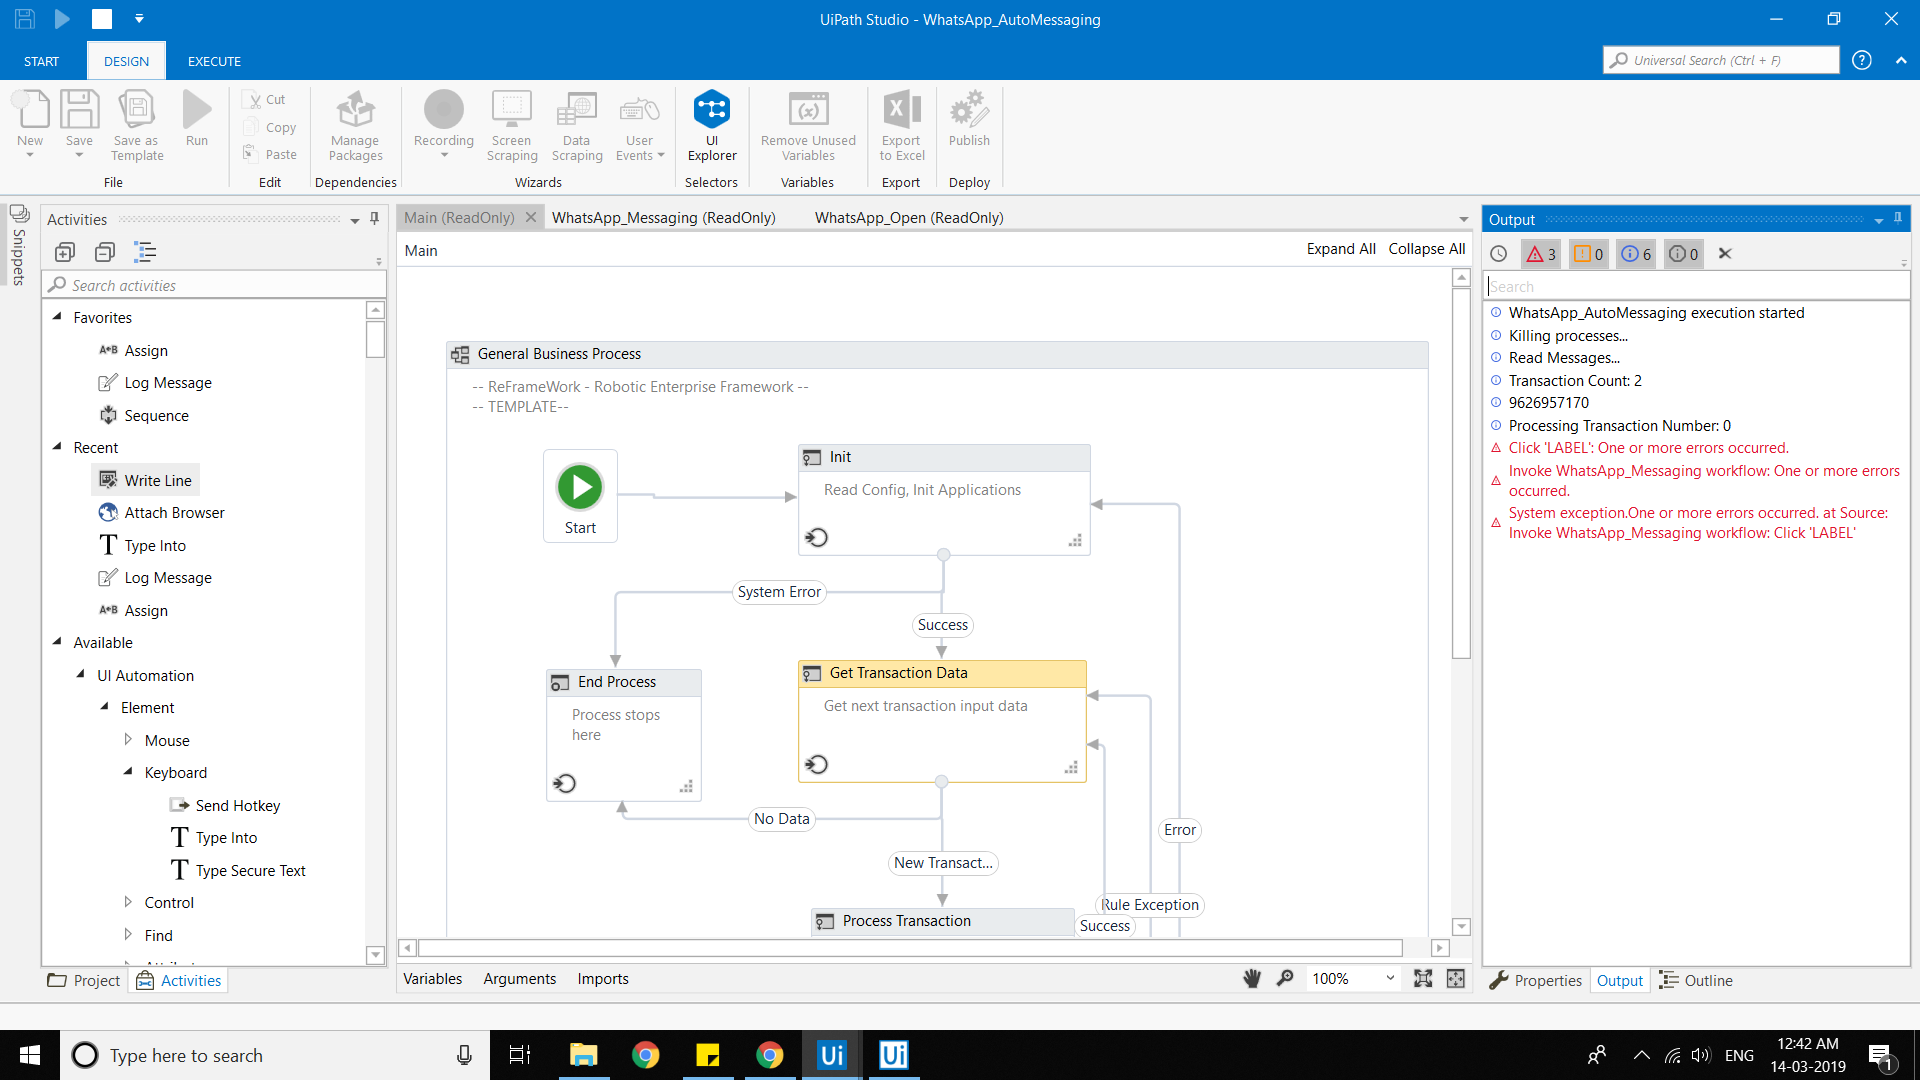 UiPath Studio - WhatsApp_AutoMessaging
START
DESIGN
EXECUTE
Universal Search (Ctrl + F)
New
Save
Save as
Template
Run
File
Cut
Copy
Paste
Edit
Manage
Packages
Dependencies
Recording
Screen
Scraping
Data
Scraping
User
Events
Wizards
UI
Explorer
Selectors
Remove Unused
Variables
Variables
Export
to Excel
Export
Publish
Deploy
Snippets
Activities
Search activities
Favorites
A+B Assign
Log Message
Sequence
Recent
Write Line
Attach Browser
Type Into
Log Message
A+B Assign
Available
UI Automation
Element
Mouse
Keyboard
Send Hotkey
Type Into
Type Secure Text
Control
Find
Project
Activities
Main (ReadOnly)
WhatsApp_Messaging (ReadOnly)
WhatsApp_Open (ReadOnly)
Main
Expand All
Collapse All
General Business Process
-- ReFrameWork - Robotic Enterprise Framework --
-- TEMPLATE--
Start
Init
Read Config, Init Applications
System Error
Success
End Process
Process stops
here
Get Transaction Data
Get next transaction input data
No Data
New Transact...
Error
Rule Exception
Success
Process Transaction
Variables
Arguments
Imports
100%
Output
3
0
6
0
Search
WhatsApp_AutoMessaging execution started
Killing processes...
Read Messages...
Transaction Count: 2
9626957170
Processing Transaction Number: 0
Click 'LABEL': One or more errors occurred.
Invoke WhatsApp_Messaging workflow: One or more errors
occurred.
System exception.One or more errors occurred. at Source:
Invoke WhatsApp_Messaging workflow: Click 'LABEL'
Properties
Output
Outline
Type here to search
Ui
Ui
ENG
12:42 AM
14-03-2019
1